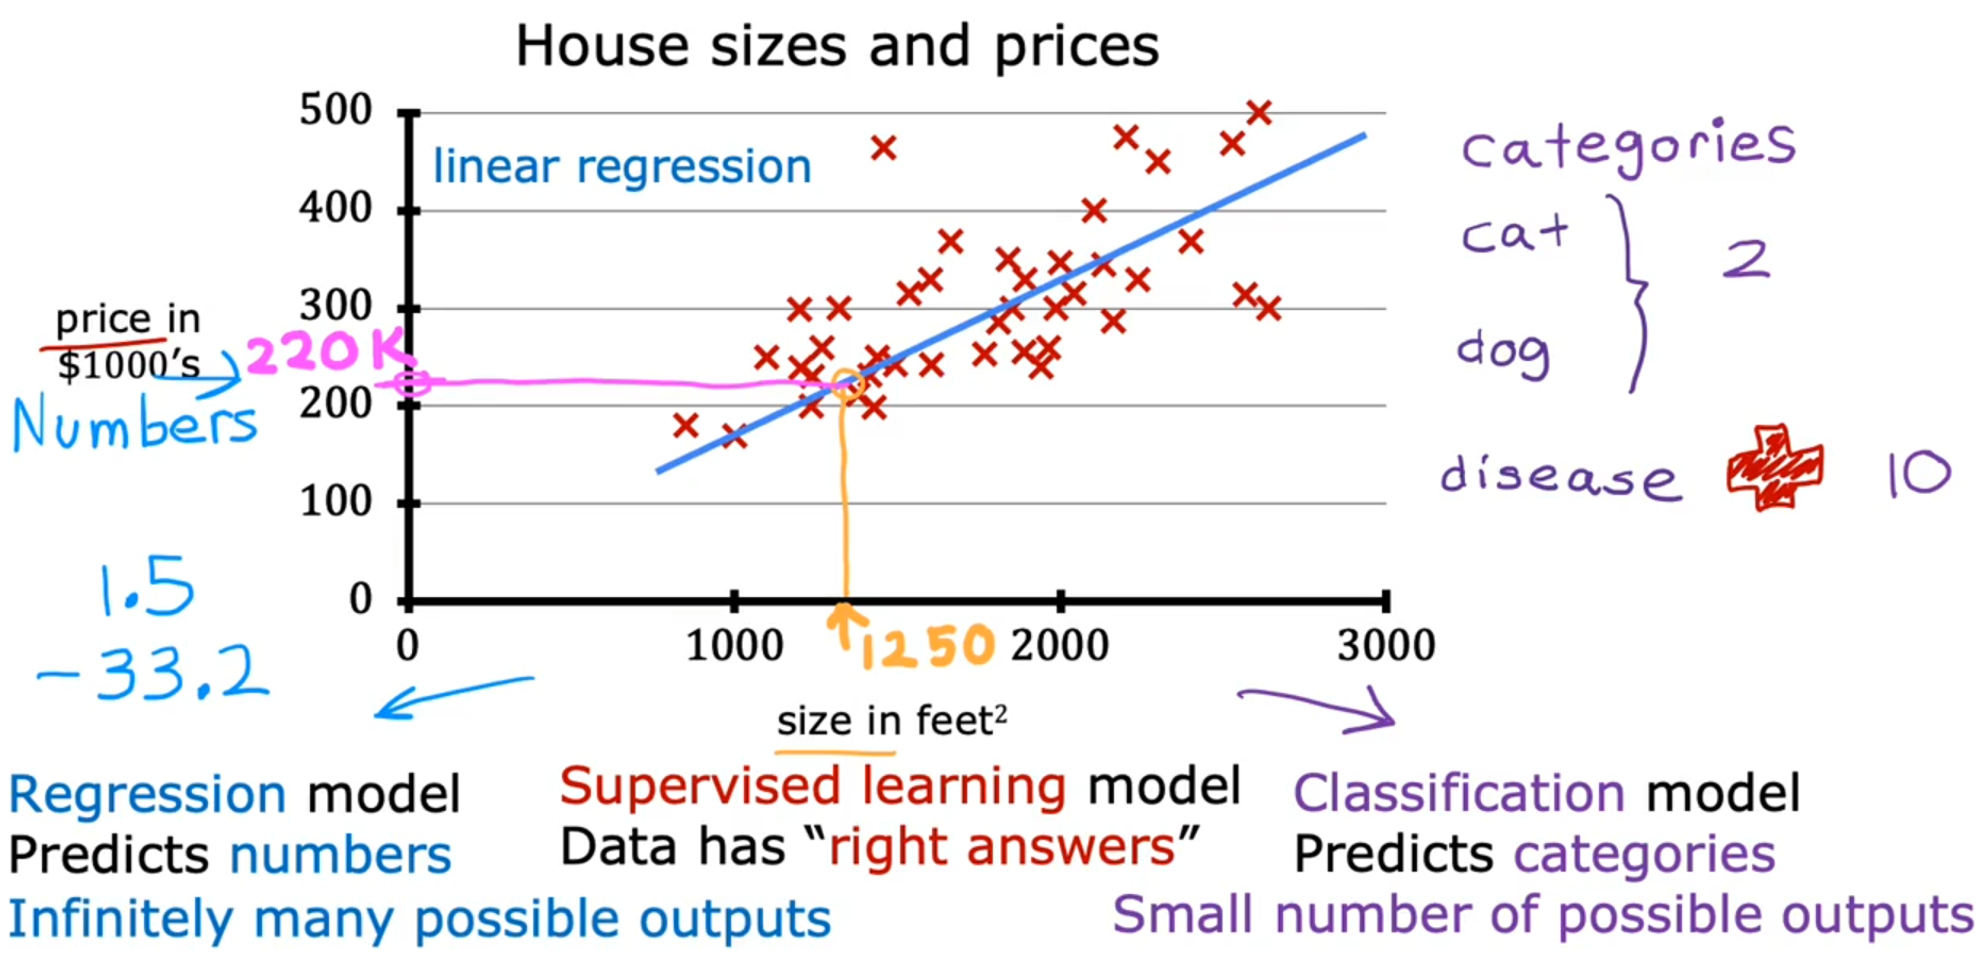 House sizes and prices
500
linear regression
400
300
200
100
0
price in
$1000's
220K
Numbers
1.5
-33.2
0
1000
1250
2000
3000
size in feet²
categories
cat
dog
2
disease
10
Regression model
Predicts numbers
Infinitely many possible outputs
Supervised learning model
Data has “right answers”
Classification model
Predicts categories
Small number of possible outputs